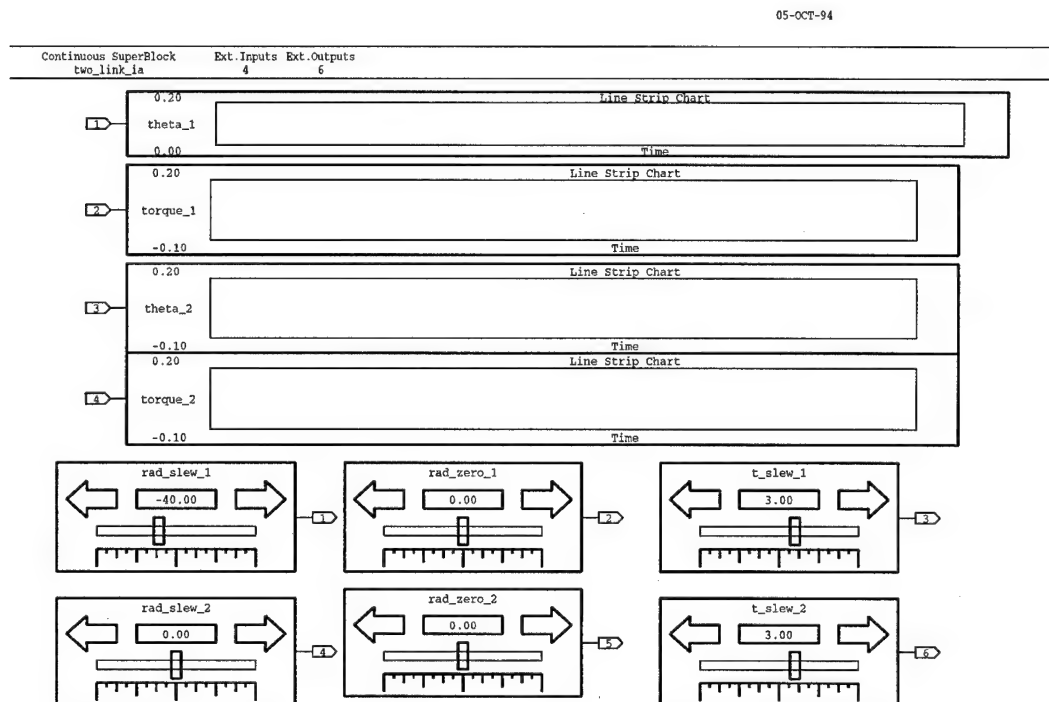 05-OCT-94
Continuous SuperBlock Ext.Inputs Ext.Outputs
two_link_ia 4 6
0.20 Line Strip Chart
1 theta_1
0.00 Time
0.20 Line Strip Chart
2 torque_1
-0.10 Time
0.20 Line Strip Chart
3 theta_2
-0.10 Time
0.20 Line Strip Chart
4 torque_2
-0.10 Time
rad_slew_1 rad_zero_1 t_slew_1
-40.00 0.00 3.00
1 2 3
rad_slew_2 rad_zero_2 t_slew_2
0.00 0.00 3.00
4 5 6